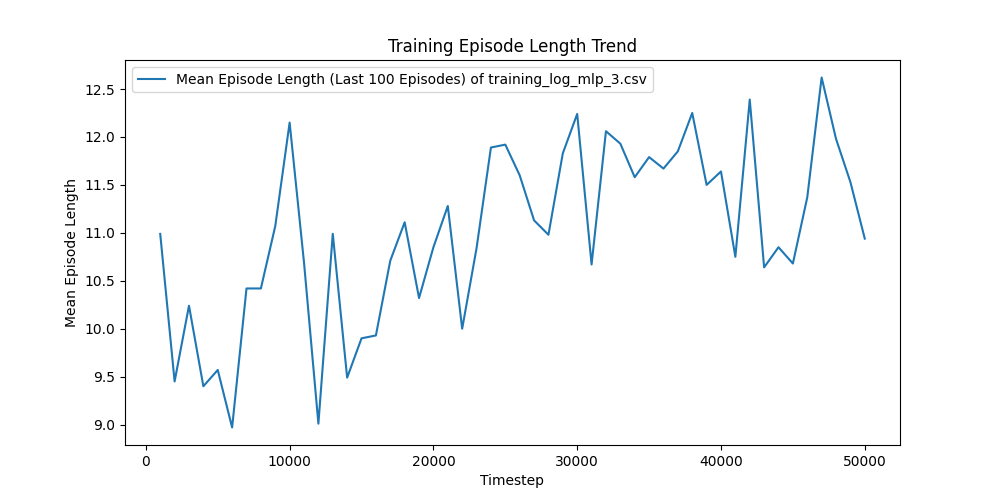 Training Episode Length Trend
Mean Episode Length (Last 100 Episodes) of training_log_mlp_3.csv
Mean Episode Length
12.5
12.0
11.5
11.0
10.5
10.0
9.5
9.0
0 10000 20000 30000 40000 50000
Timestep